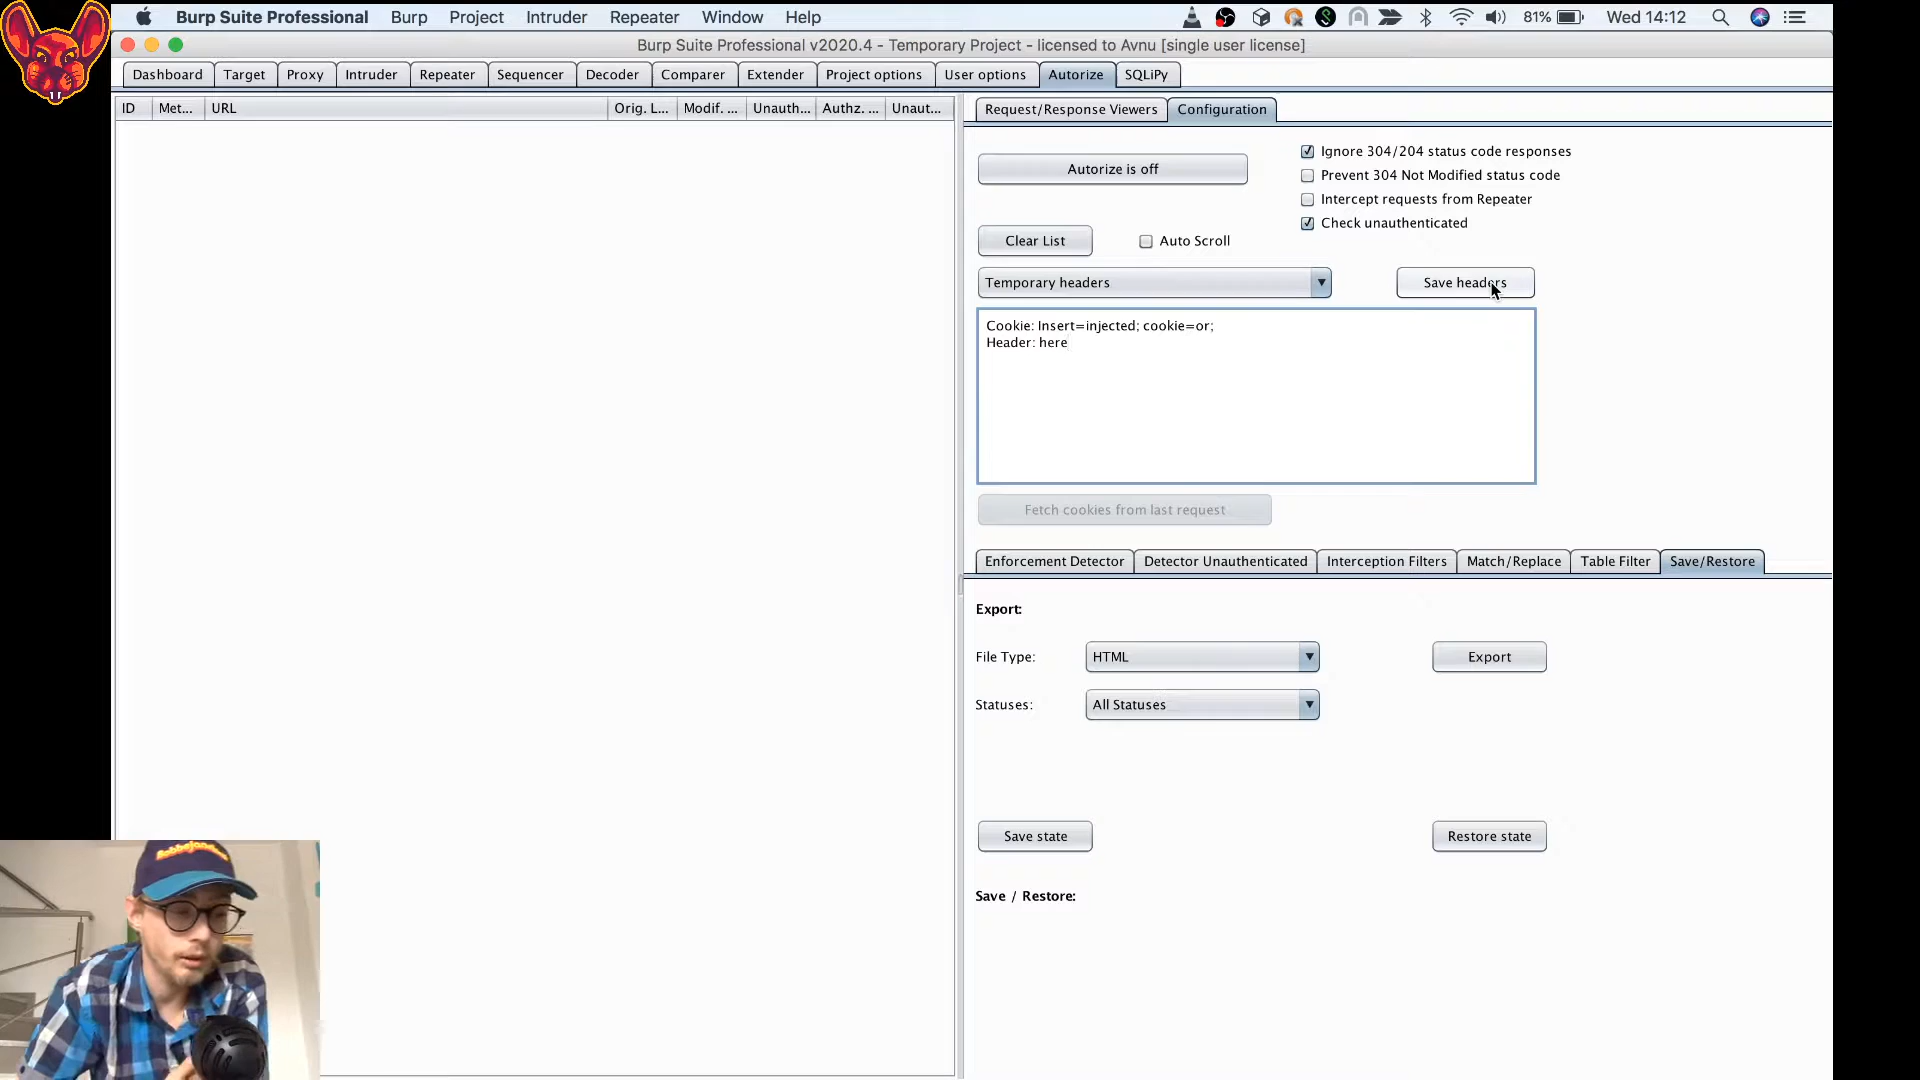 Burp Suite Professional Burp Project Intruder Repeater Window Help 81% Wed 14:12
Burp Suite Professional v2020.4 - Temporary Project - licensed to Avnu [single user license]
Dashboard Target Proxy Intruder Repeater Sequencer Decoder Comparer Extender Project options User options Autorize SQLiPy
ID Met... URL Orig. L... Modif. ... Unauth... Authz. ... Unaut...
Request/Response Viewers Configuration
Autorize is off
Ignore 304/204 status code responses
Prevent 304 Not Modified status code
Intercept requests from Repeater
Check unauthenticated
Clear List Auto Scroll
Temporary headers Save headers
Cookie: Insert=injected; cookie=or;
Header: here
Fetch cookies from last request
Enforcement Detector Detector Unauthenticated Interception Filters Match/Replace Table Filter Save/Restore
Export:
File Type: HTML Export
Statuses: All Statuses
Save state Restore state
Save / Restore: